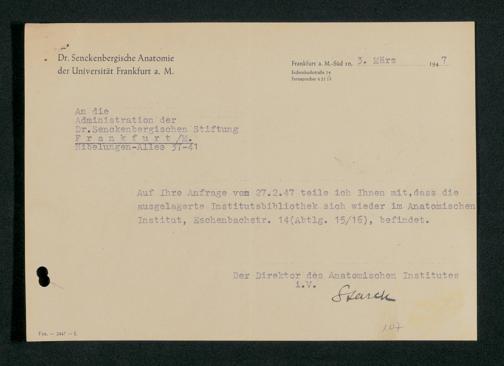 Dr. Senckenbergische Anatomie
der Universität Frankfurt a. M.
Frankfurt a. M.-Süd 10, 3. März 1947
Eschenbachstraße 14
Fernsprecher
An die
Administration der
Dr.Senckenbergischen Stiftung
F r a n k f u r t /M.
Nibelungen-Allee 37-41
Auf Ihre Anfrage vom 27.2.47 teile ich Ihnen mit,dass die
ausgelagerte Institutsbibliothek sich wieder im Anatomischen
Institut, Eschenbachstr. 14(Abtlg. 15/16), befindet.
Der Direktor des Anatomischen Institutes
i.V.
Starck
107